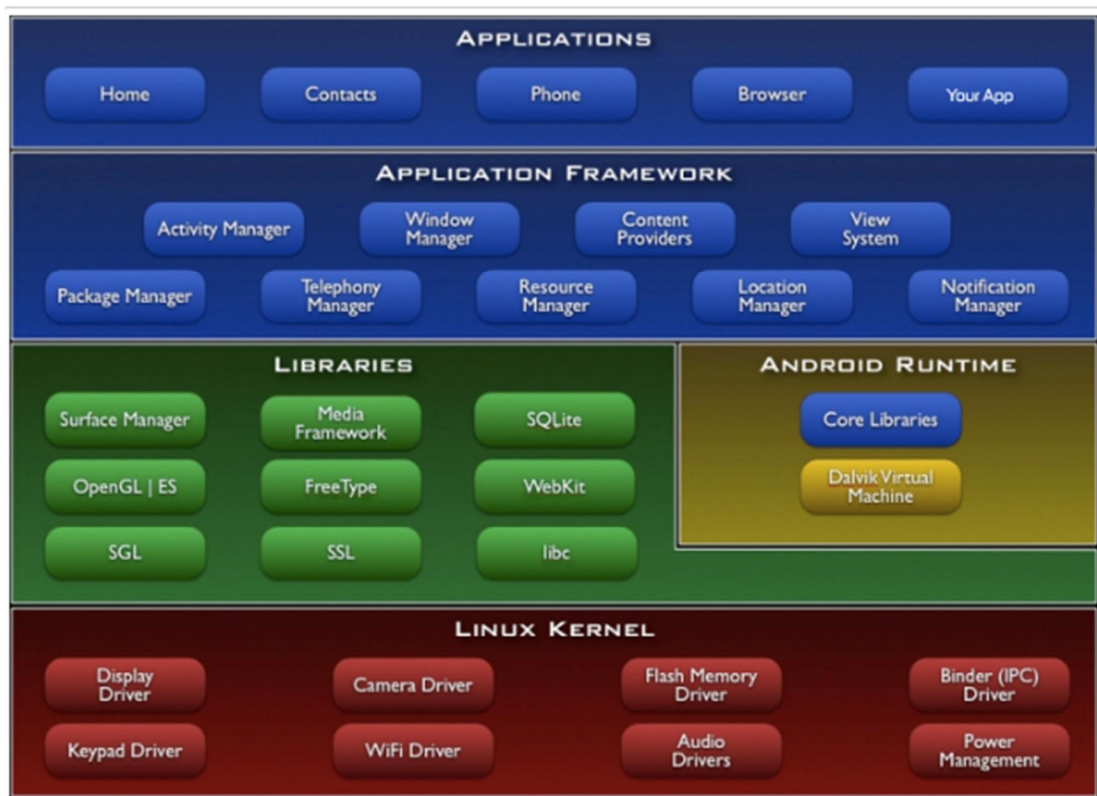 APPLICATIONS
Home
Contacts
Phone
Browser
Your App
APPLICATION FRAMEWORK
Activity Manager
Window
Manager
Content
Providers
View
System
Package Manager
Telephony
Manager
Resource
Manager
Location
Manager
Notification
Manager
LIBRARIES
Surface Manager
Media
Framework
SQLite
OpenGL | ES
FreeType
WebKit
SGL
SSL
libc
ANDROID RUNTIME
Core Libraries
Dalvik Virtual
Machine
LINUX KERNEL
Display
Driver
Camera Driver
Flash Memory
Driver
Binder (IPC)
Driver
Keypad Driver
WiFi Driver
Audio
Drivers
Power
Management